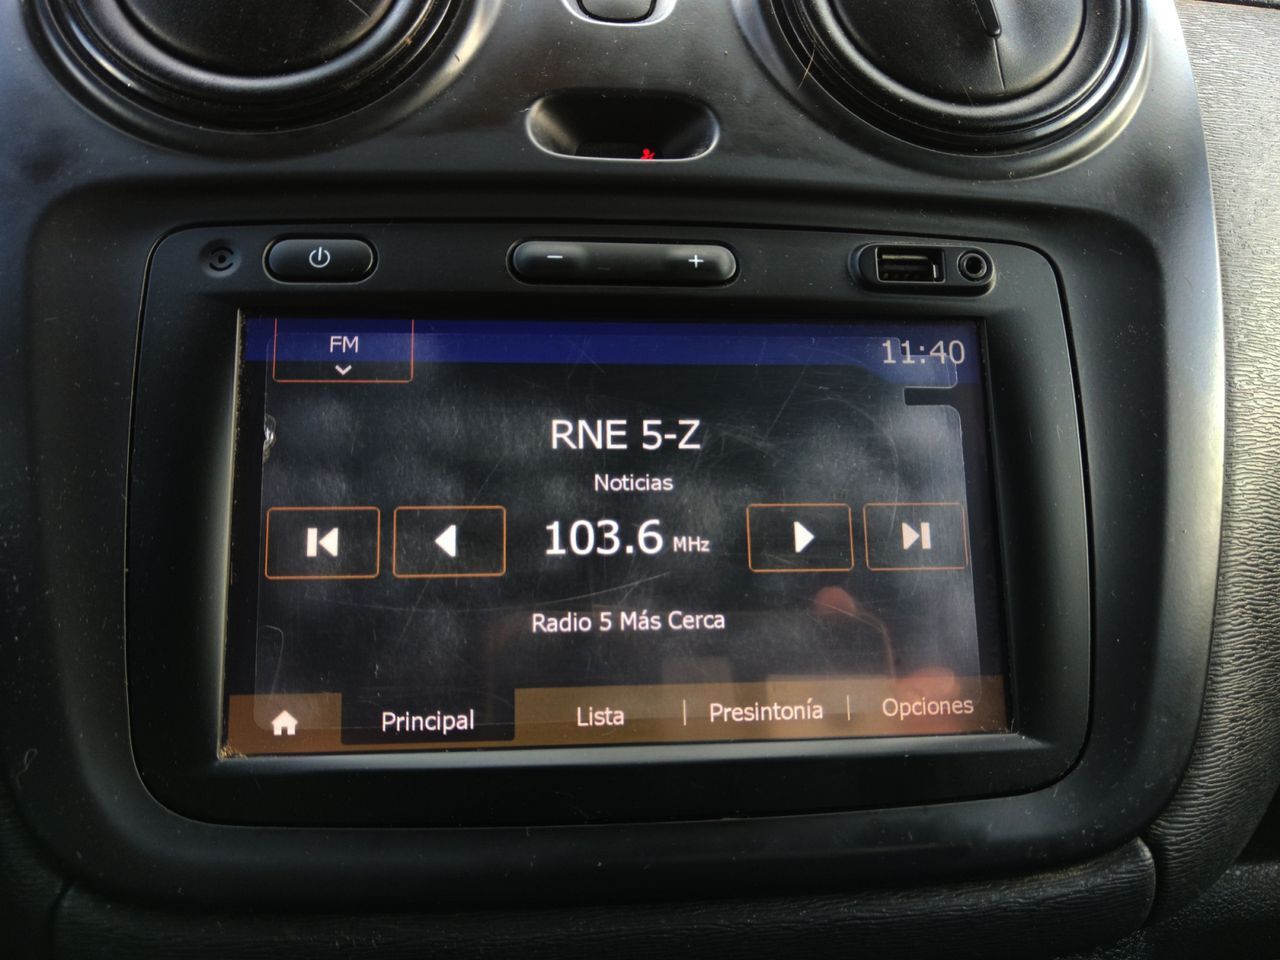 FM
11:40
RNE 5-Z
Noticias
103.6 MHz
Radio 5 Más Cerca
Principal
Lista
Presintonía
Opciones